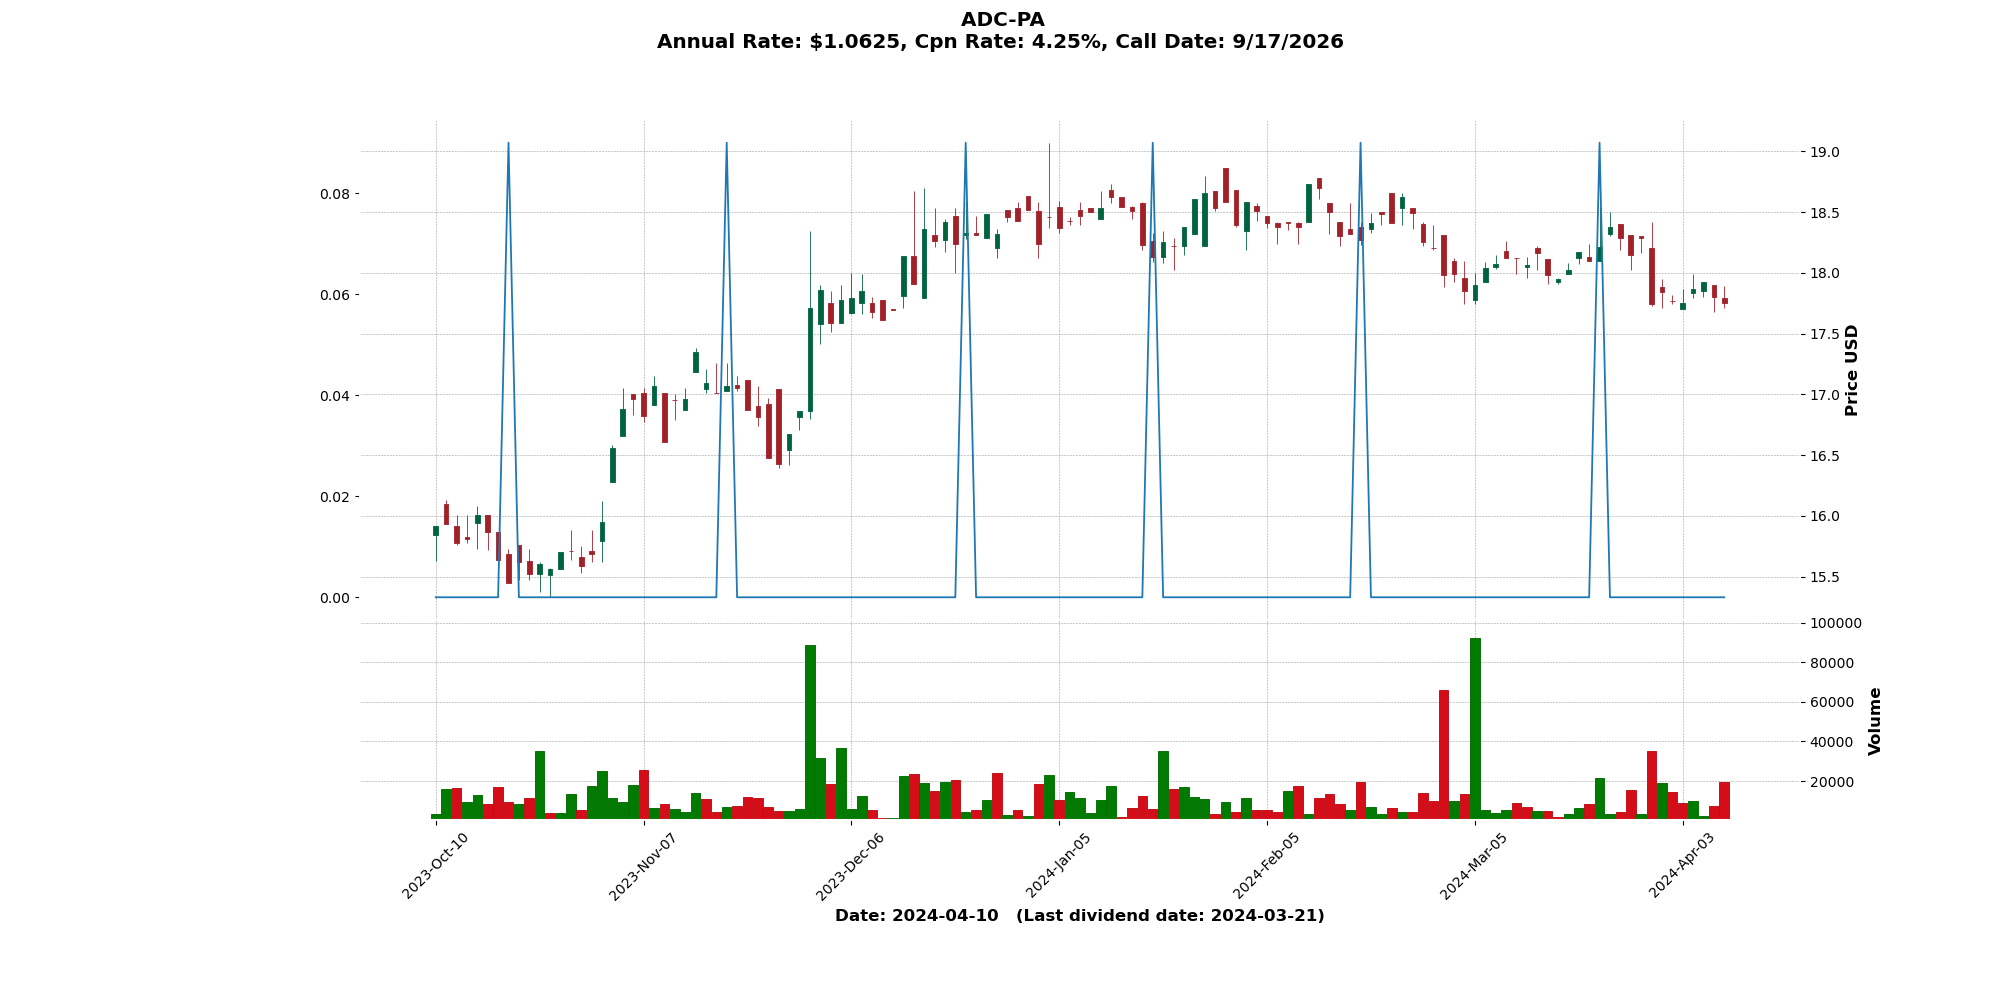 ADC-PA
Annual Rate: $1.0625, Cpn Rate: 4.25%, Call Date: 9/17/2026
0.08
0.06
0.04
0.02
0.00
19.0
18.5
18.0
17.5
17.0
16.5
16.0
15.5
Price USD
100000
80000
60000
40000
20000
Volume
2023-Oct-10
2023-Nov-07
2023-Dec-06
2024-Jan-05
2024-Feb-05
2024-Mar-05
2024-Apr-03
Date: 2024-04-10 (Last dividend date: 2024-03-21)